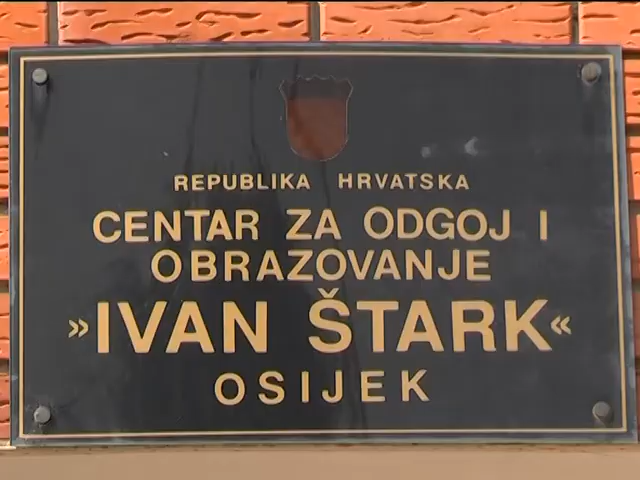 REPUBLIKA HRVATSKA
CENTAR ZA ODGOJ I
OBRAZOVANJE
»IVAN ŠTARK«
OSIJEK